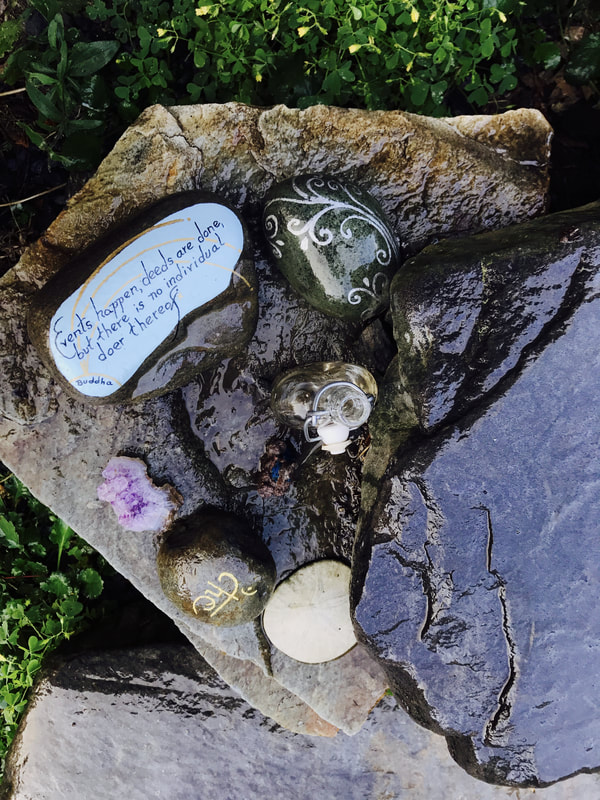 Events happen, deeds are done,
but there is no individual
doer thereof
Buddha